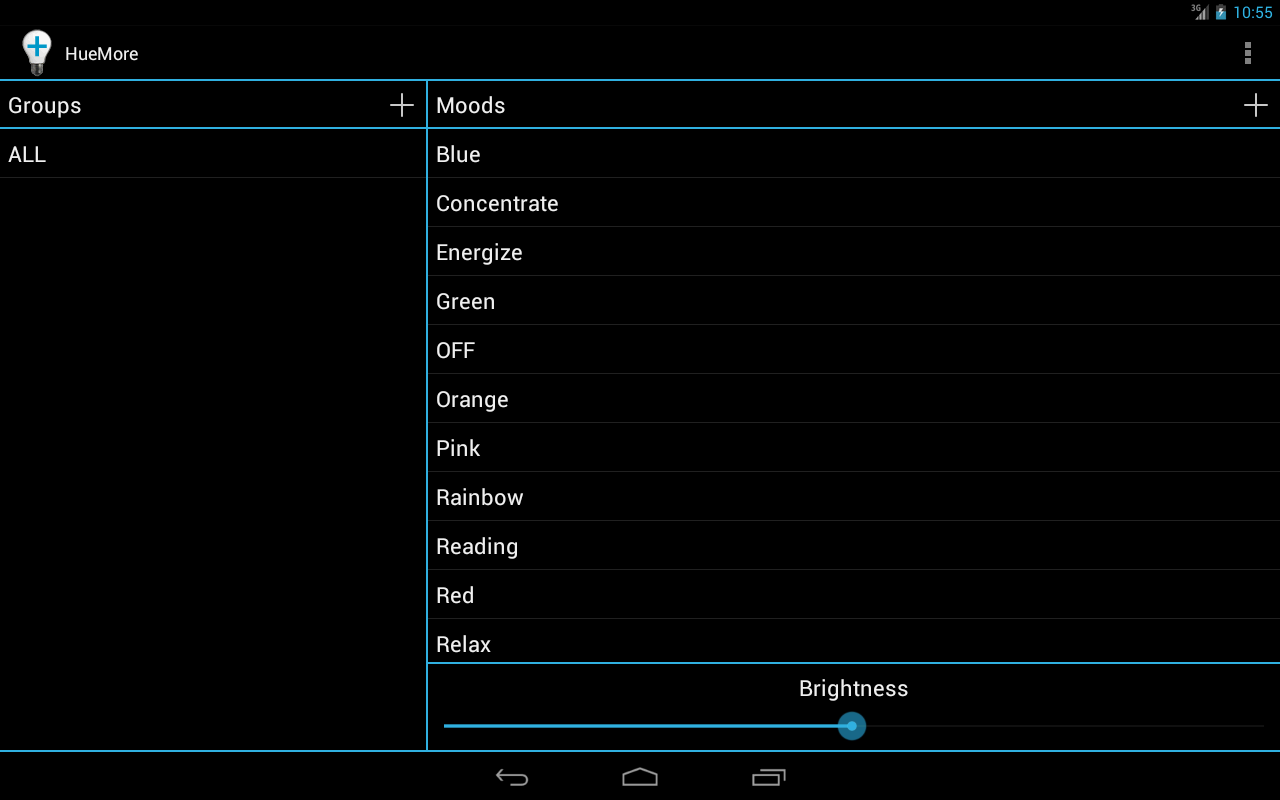 3G 10:55
HueMore
Groups
ALL
Moods
Blue
Concentrate
Energize
Green
OFF
Orange
Pink
Rainbow
Reading
Red
Relax
Brightness